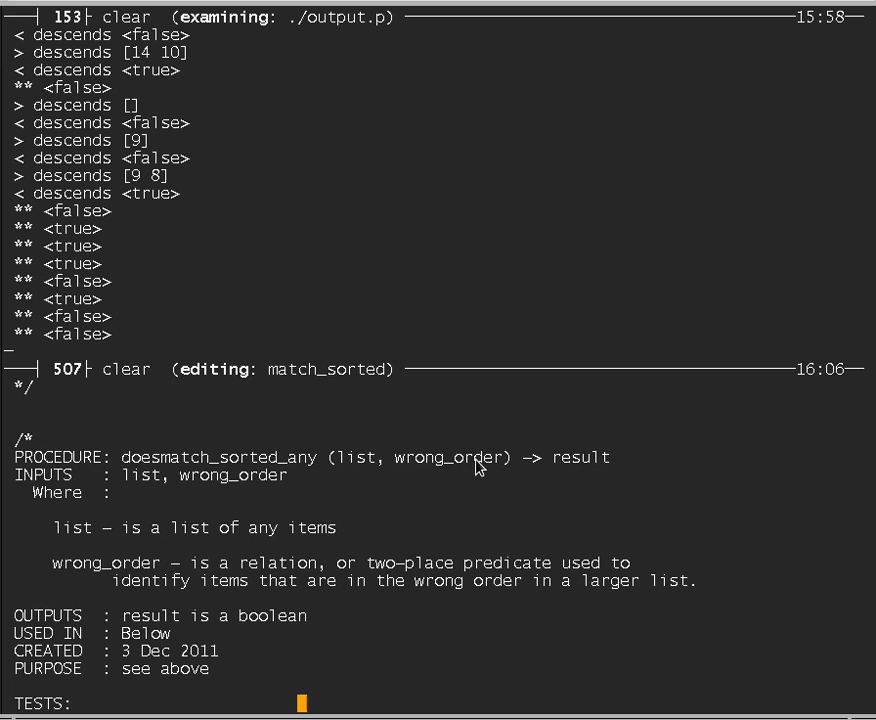 153 clear (examining: ./output.p) 15:58
< descends <false>
> descends [14 10]
< descends <true>
** <false>
> descends []
< descends <false>
> descends [9]
< descends <false>
> descends [9 8]
< descends <true>
** <false>
** <true>
** <true>
** <true>
** <false>
** <true>
** <false>
** <false>
507 clear (editing: match_sorted) 16:06
*/
/*
PROCEDURE: doesmatch_sorted_any (list, wrong_order) -> result
INPUTS : list, wrong_order
Where :
list - is a list of any items
wrong_order - is a relation, or two-place predicate used to
identify items that are in the wrong order in a larger list.
OUTPUTS : result is a boolean
USED IN : Below
CREATED : 3 Dec 2011
PURPOSE : see above
TESTS: